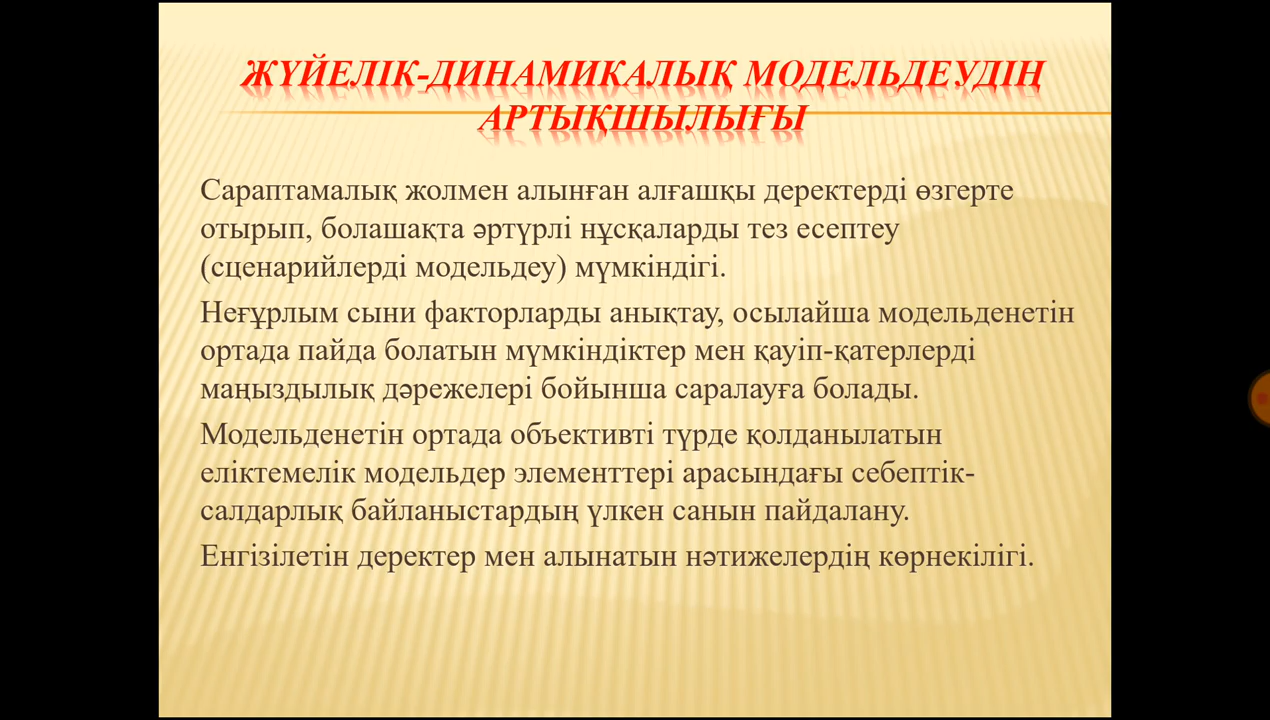 ЖҮЙЕЛІК-ДИНАМИКАЛЫҚ МОДЕЛЬДЕУДІҢ
АРТЫҚШЫЛЫҒЫ
Сараптамалық жолмен алынған алғашқы деректерді өзгерте
отырып, болашақта әртүрлі нұсқаларды тез есептеу
(сценарийлерді модельдеу) мүмкіндігі.
Неғұрлым сыни факторларды анықтау, осылайша модельденетін
ортада пайда болатын мүмкіндіктер мен қауіп-қатерлерді
маңыздылық дәрежелері бойынша саралауға болады.
Модельденетін ортада объективті түрде қолданылатын
еліктемелік модельдер элементтері арасындағы себептік-
салдарлық байланыстардың үлкен санын пайдалану.
Енгізілетін деректер мен алынатын нәтижелердің көрнекілігі.